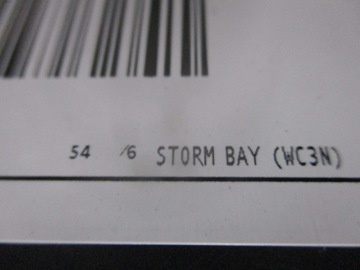 54 /6 STORM BAY (WC3N)